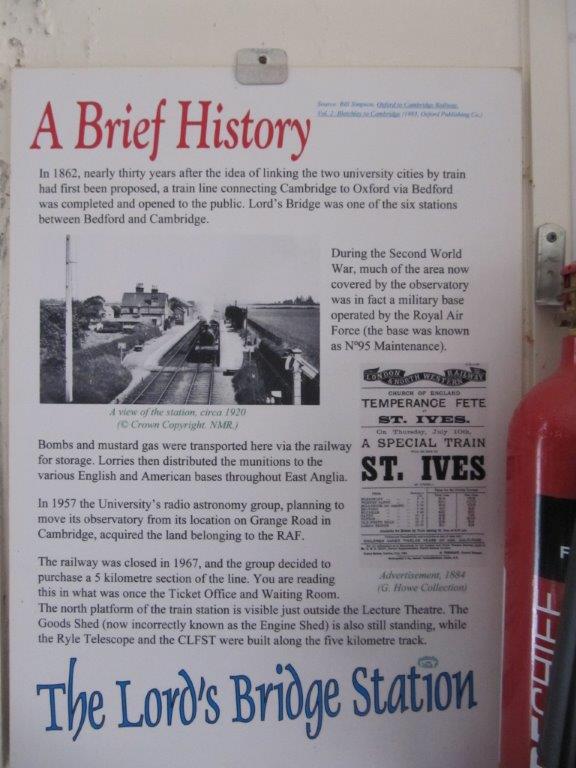 A Brief History
Source: Bill Simpson, Oxford to Cambridge Railway,
Vol. 2: Bletchley to Cambridge (1983, Oxford Publishing Co.)
In 1862, nearly thirty years after the idea of linking the two university cities by train
had first been proposed, a train line connecting Cambridge to Oxford via Bedford
was completed and opened to the public. Lord's Bridge was one of the six stations
between Bedford and Cambridge.
During the Second World
War, much of the area now
covered by the observatory
was in fact a military base
operated by the Royal Air
Force (the base was known
as Nº95 Maintenance).
A view of the station, circa 1920
(© Crown Copyright. NMR.)
LONDON & NORTH WESTERN RAILWAY
CHURCH OF ENGLAND
TEMPERANCE FETE
ST. IVES.
On Thursday, July 10th,
A SPECIAL TRAIN
ST. IVES
Advertisement, 1884
(G. Howe Collection)
Bombs and mustard gas were transported here via the railway
for storage. Lorries then distributed the munitions to the
various English and American bases throughout East Anglia.
In 1957 the University's radio astronomy group, planning to
move its observatory from its location on Grange Road in
Cambridge, acquired the land belonging to the RAF.
The railway was closed in 1967, and the group decided to
purchase a 5 kilometre section of the line. You are reading
this in what was once the Ticket Office and Waiting Room.
The north platform of the train station is visible just outside the Lecture Theatre. The
Goods Shed (now incorrectly known as the Engine Shed) is also still standing, while
the Ryle Telescope and the CLFST were built along the five kilometre track.
The Lord's Bridge Station
F